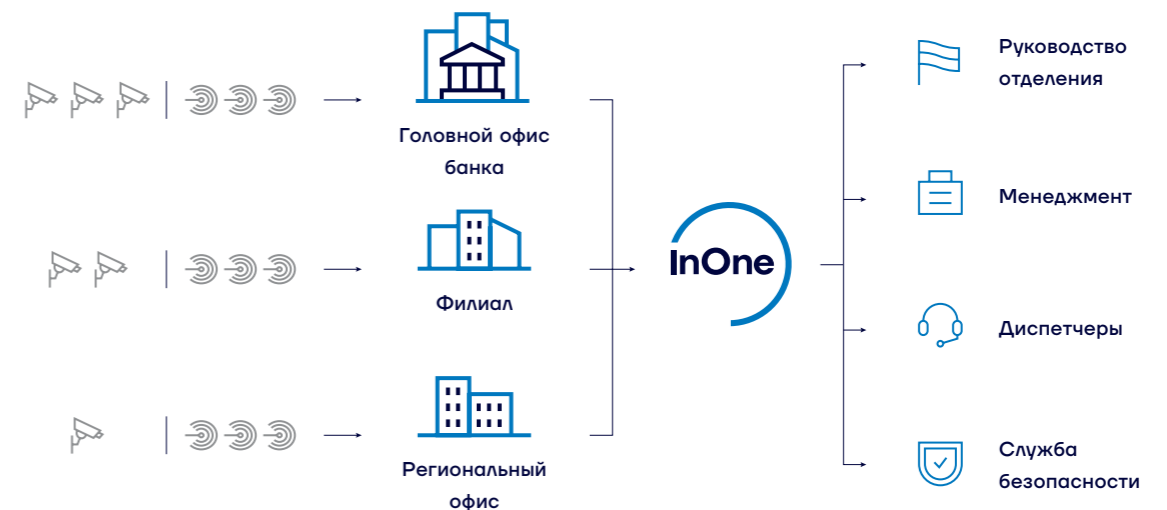 Головной офис
банка
Филиал
Региональный
офис
InOne
Руководство
отделения
Менеджмент
Диспетчеры
Служба
безопасности